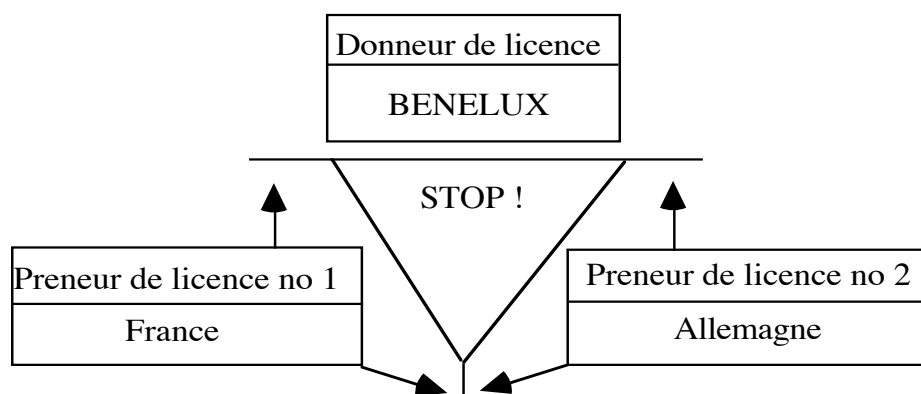 Donneur de licence
BENELUX
STOP !
Preneur de licence no 1
France
Preneur de licence no 2
Allemagne